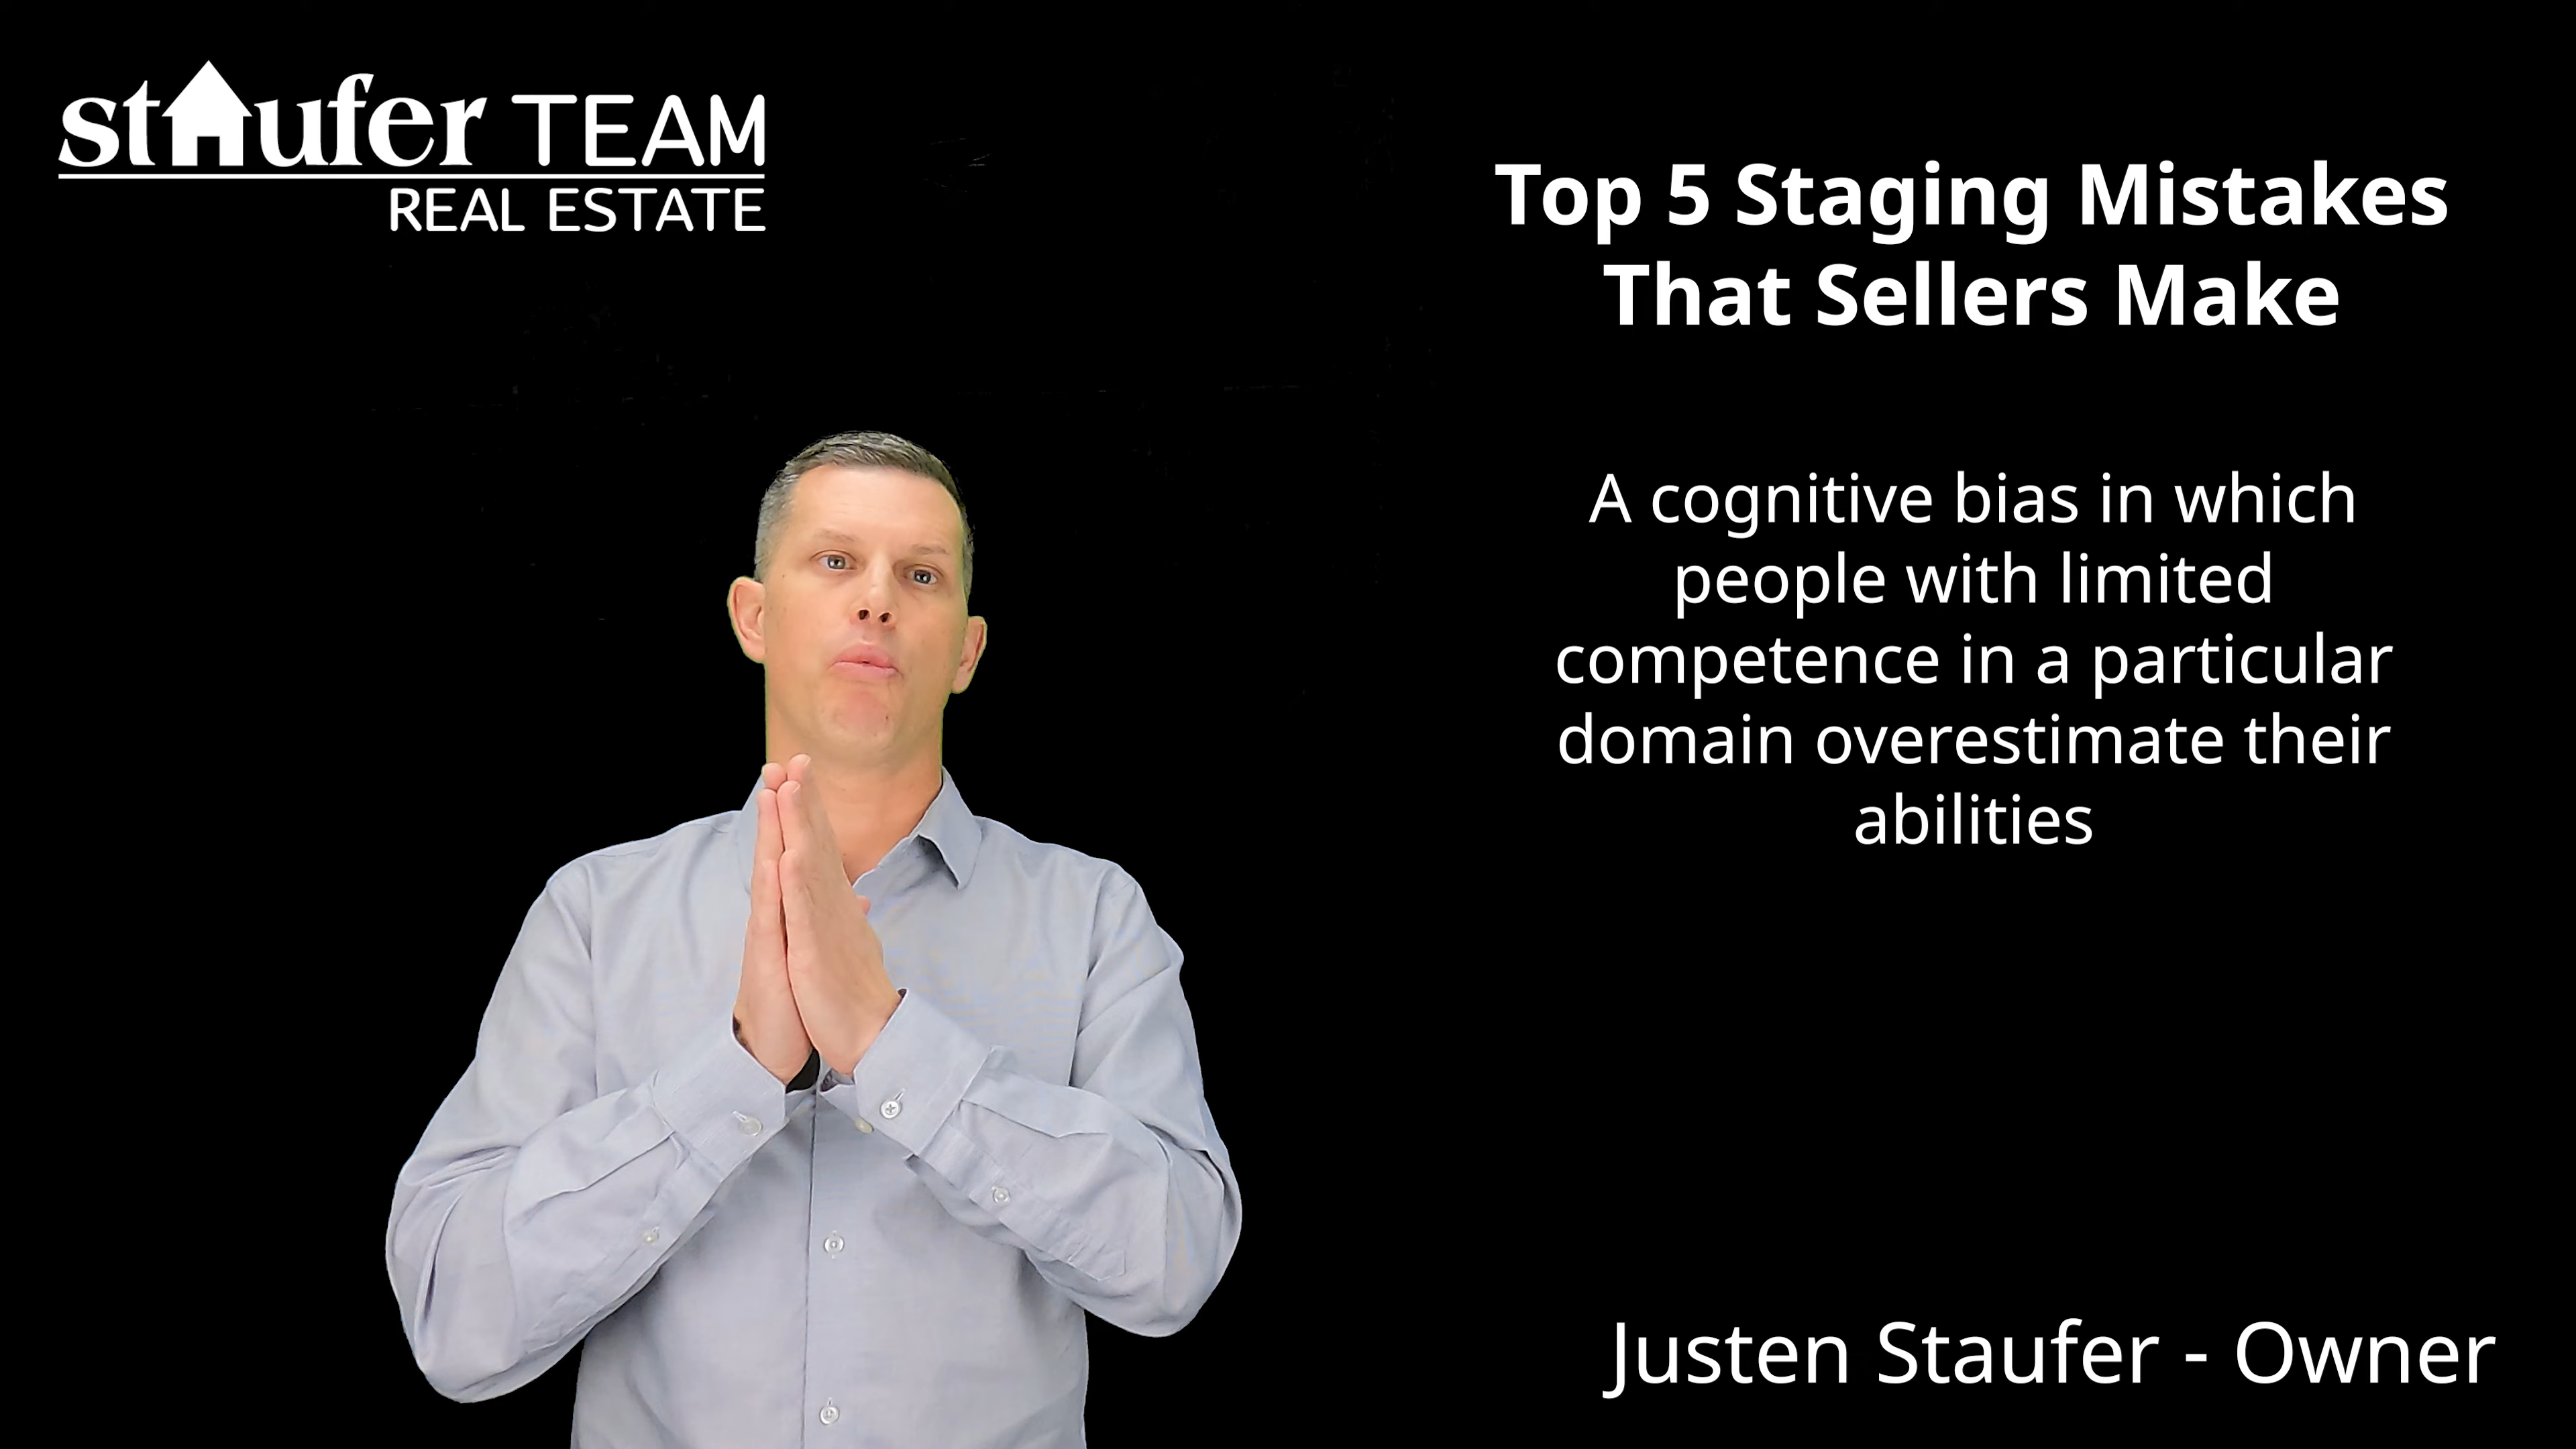 staufer TEAM
REAL ESTATE
Top 5 Staging Mistakes
That Sellers Make
A cognitive bias in which
people with limited
competence in a particular
domain overestimate their
abilities
Justen Staufer - Owner